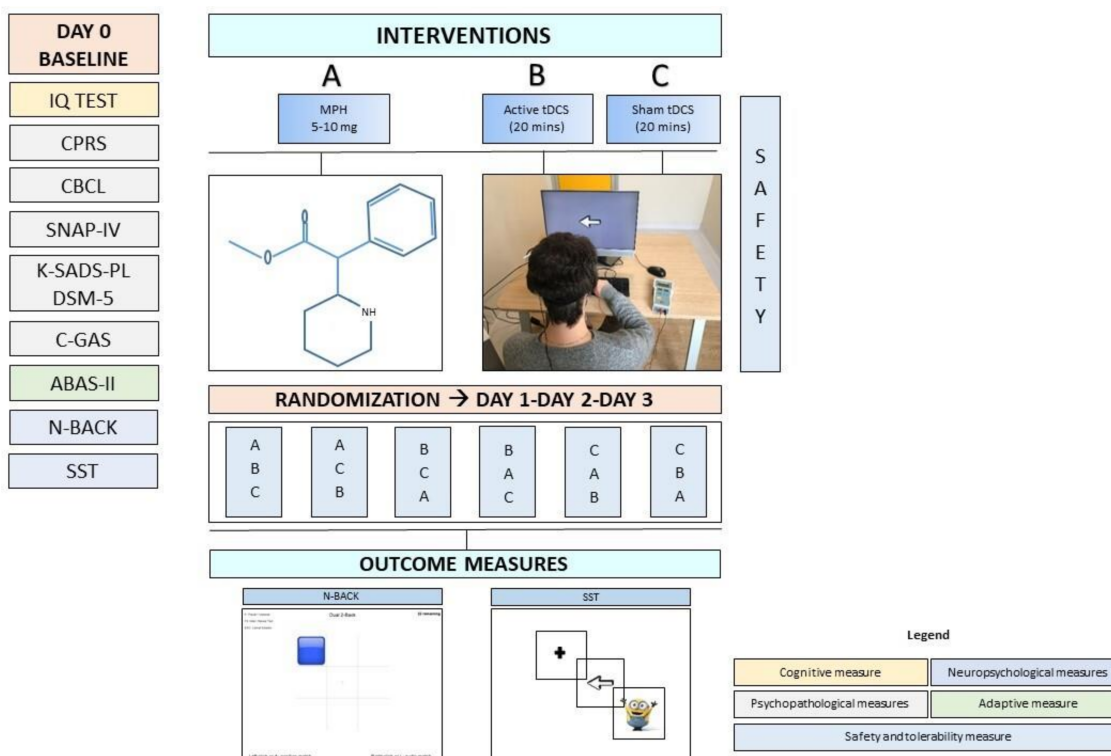 DAY 0
BASELINE
IQ TEST
CPRS
CBCL
SNAP-IV
K-SADS-PL
DSM-5
C-GAS
ABAS-II
N-BACK
SST
INTERVENTIONS
A
B
C
MPH
5-10 mg
Active tDCS
(20 mins)
Sham tDCS
(20 mins)
O
O
NH
S
A
F
E
T
Y
RANDOMIZATION → DAY 1-DAY 2-DAY 3
A
B
C
A
C
B
B
C
A
B
A
C
C
A
B
C
B
A
OUTCOME MEASURES
N-BACK
Dual 2-Back
SST
Legend
Cognitive measure
Neuropsychological measures
Psychopathological measures
Adaptive measure
Safety and tolerability measure